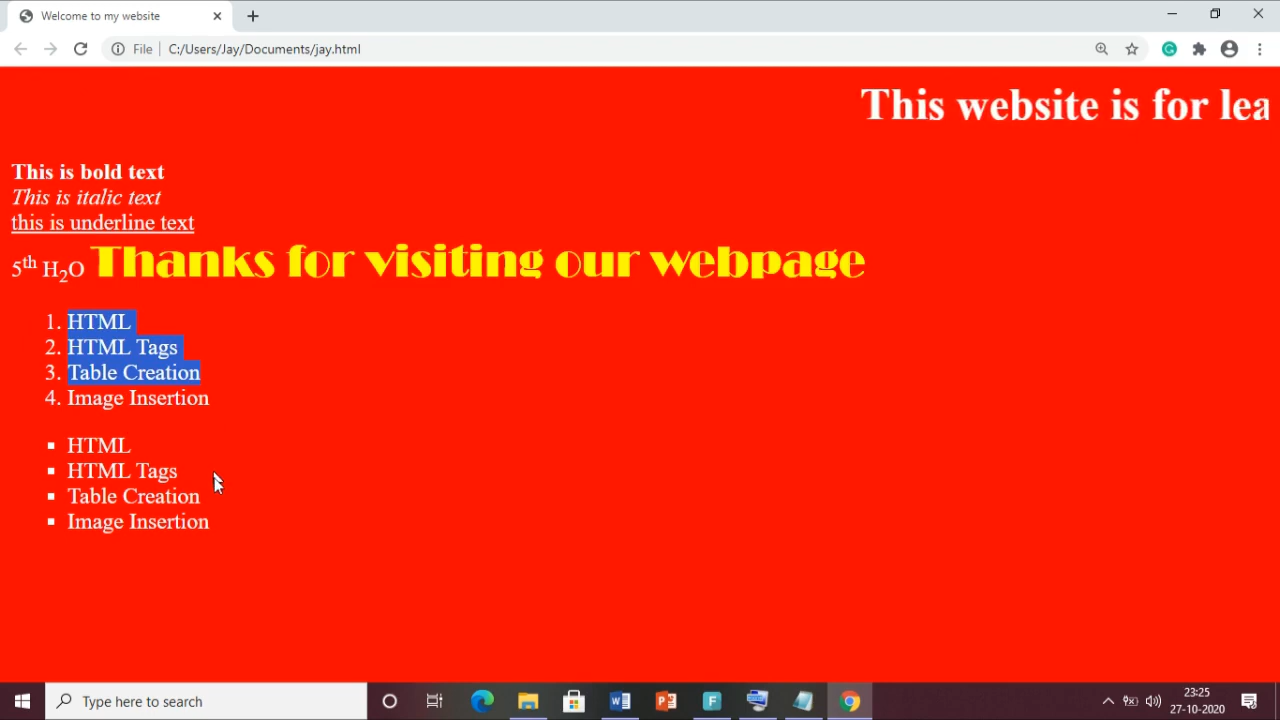 Welcome to my website
File
C:/Users/Jay/Documents/jay.html
This website is for lea
This is bold text
This is italic text
this is underline text
5th H2O Thanks for visiting our webpage
1. HTML
2. HTML Tags
3. Table Creation
4. Image Insertion
▪ HTML
▪ HTML Tags
▪ Table Creation
▪ Image Insertion
Type here to search
23:25
27-10-2020